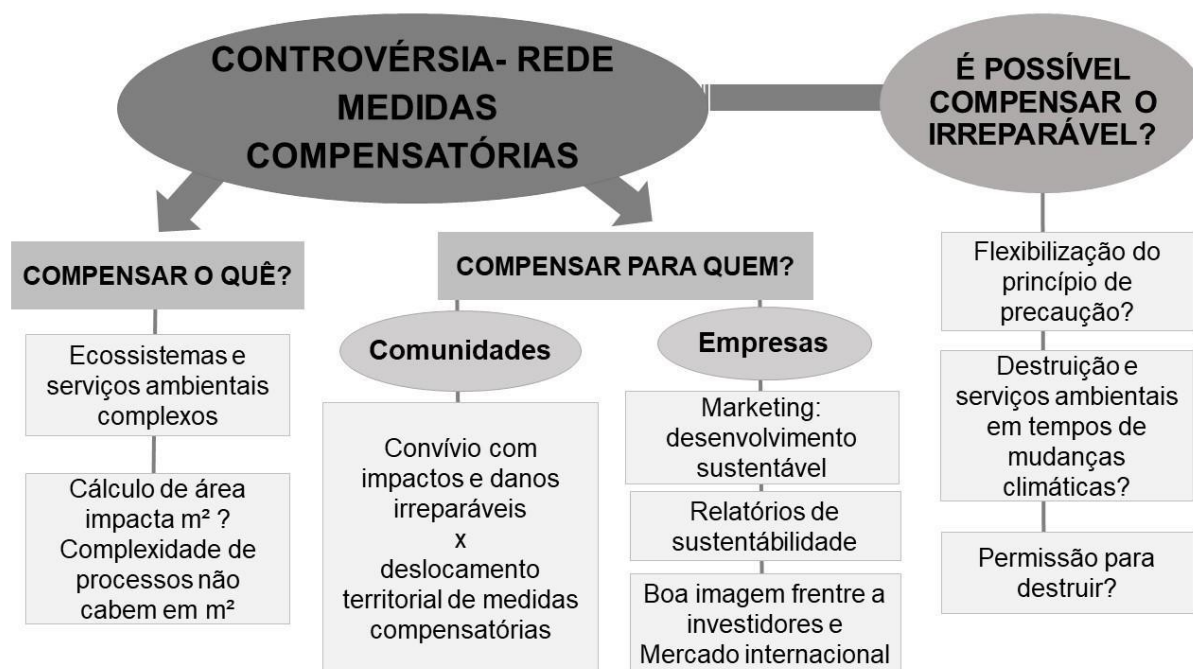 CONTROVÉRSIA- REDE
MEDIDAS
COMPENSATÓRIAS
É POSSÍVEL
COMPENSAR O
IRREPARÁVEL?
COMPENSAR O QUÊ?
Ecossistemas e
serviços ambientais
complexos
Cálculo de área
impacta m² ?
Complexidade de
processos não
cabem em m²
COMPENSAR PARA QUEM?
Comunidades
Convívio com
impactos e danos
irreparáveis
x
deslocamento
territorial de medidas
compensatórias
Empresas
Marketing:
desenvolvimento
sustentável
Relatórios de
sustentábilidade
Boa imagem frentre a
investidores e
Mercado internacional
Flexibilização do
princípio de
precaução?
Destruição e
serviços ambientais
em tempos de
mudanças
climáticas?
Permissão para
destruir?